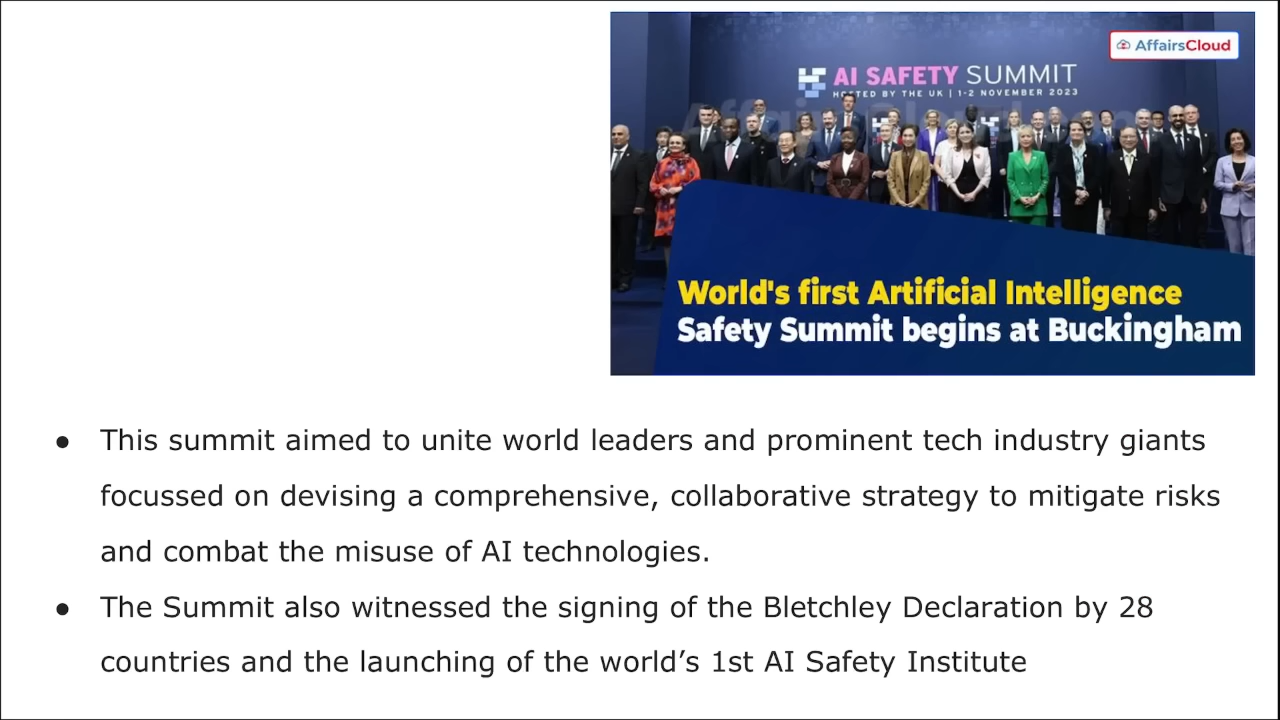 AffairsCloud
AI SAFETY SUMMIT
HOSTED BY THE UK | 1-2 NOVEMBER 2023
World's first Artificial Intelligence
Safety Summit begins at Buckingham
● This summit aimed to unite world leaders and prominent tech industry giants
focussed on devising a comprehensive, collaborative strategy to mitigate risks
and combat the misuse of AI technologies.
● The Summit also witnessed the signing of the Bletchley Declaration by 28
countries and the launching of the world’s 1st AI Safety Institute